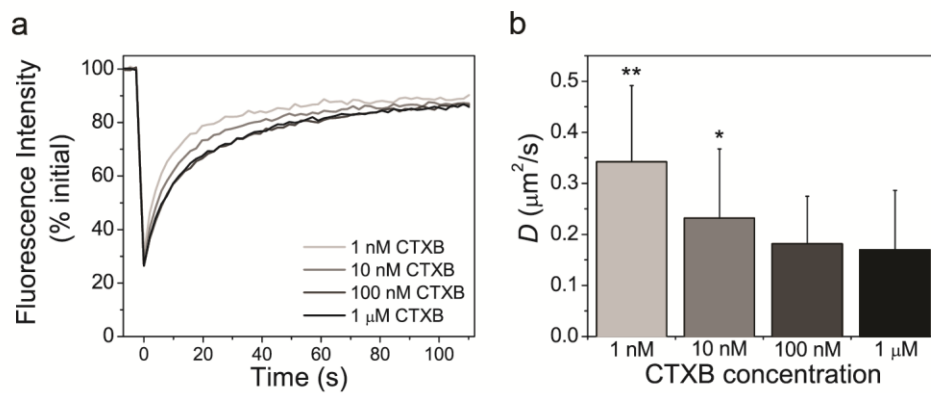 a
Fluorescence Intensity
(% initial)
100
80
60
40
20
0
1 nM CTXB
10 nM CTXB
100 nM CTXB
1 μM CTXB
0 20 40 60 80 100
Time (s)
b
D (μm²/s)
0.5
0.4
0.3
0.2
0.1
0.0
**
*
1 nM 10 nM 100 nM 1 μM
CTXB concentration